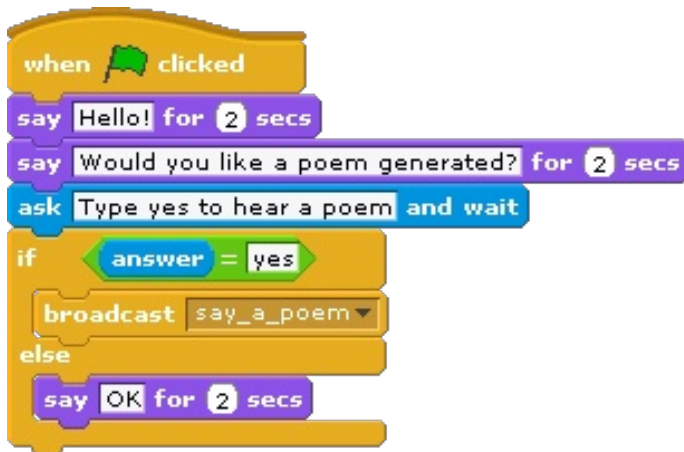 when clicked
say Hello! for 2 secs
say Would you like a poem generated? for 2 secs
ask Type yes to hear a poem and wait
if answer = yes
broadcast say_a_poem
else
say OK for 2 secs